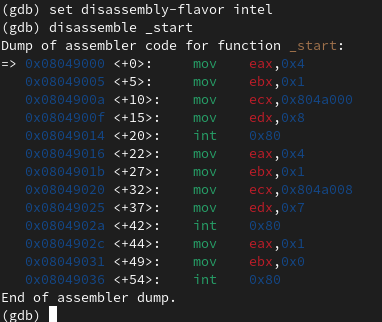 (gdb) set disassembly-flavor intel
(gdb) disassemble _start
Dump of assembler code for function _start:
=> 0x08049000 <+0>:     mov    eax,0x4
   0x08049005 <+5>:     mov    ebx,0x1
   0x0804900a <+10>:    mov    ecx,0x804a000
   0x0804900f <+15>:    mov    edx,0x8
   0x08049014 <+20>:    int    0x80
   0x08049016 <+22>:    mov    eax,0x4
   0x0804901b <+27>:    mov    ebx,0x1
   0x08049020 <+32>:    mov    ecx,0x804a008
   0x08049025 <+37>:    mov    edx,0x7
   0x0804902a <+42>:    int    0x80
   0x0804902c <+44>:    mov    eax,0x1
   0x08049031 <+49>:    mov    ebx,0x0
   0x08049036 <+54>:    int    0x80
End of assembler dump.
(gdb)